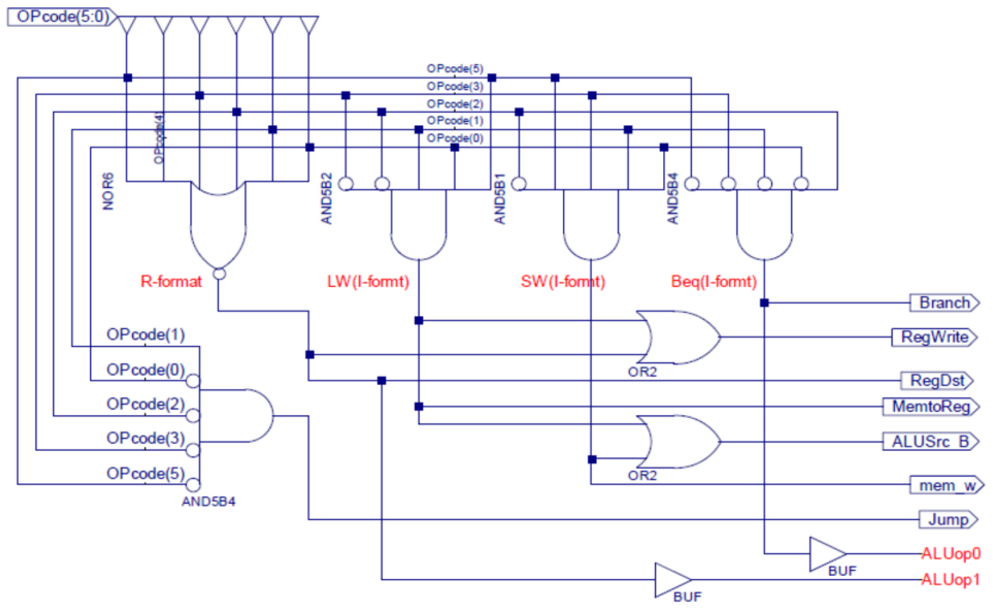 OPcode(5:0)
OPcode(5)
OPcode(3)
OPcode(2)
OPcode(1)
OPcode(0)
OPcode(4)
NOR6
AND5B2
AND5B1
AND5B4
R-format
LW(I-formt)
SW(I-formt)
Beq(I-formt)
Branch
OPcode(1)
RegWrite
OPcode(0)
OR2
RegDst
OPcode(2)
MemtoReg
OPcode(3)
ALUSrc_B
OPcode(5)
OR2
mem_w
AND5B4
Jump
ALUop0
BUF
ALUop1
BUF